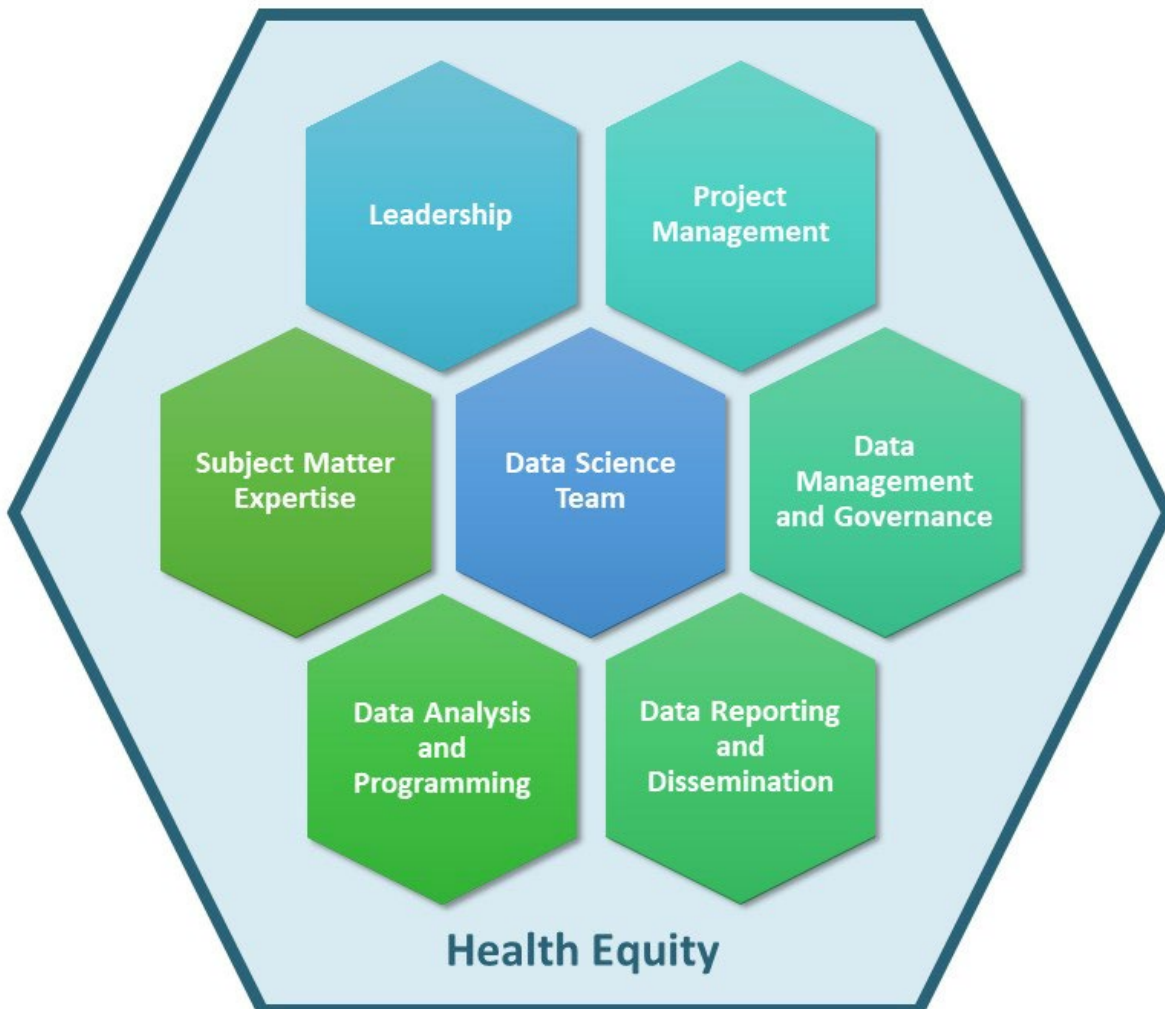 Leadership
Project
Management
Subject Matter
Expertise
Data Science
Team
Data
Management
and Governance
Data Analysis
and
Programming
Data Reporting
and
Dissemination
Health Equity